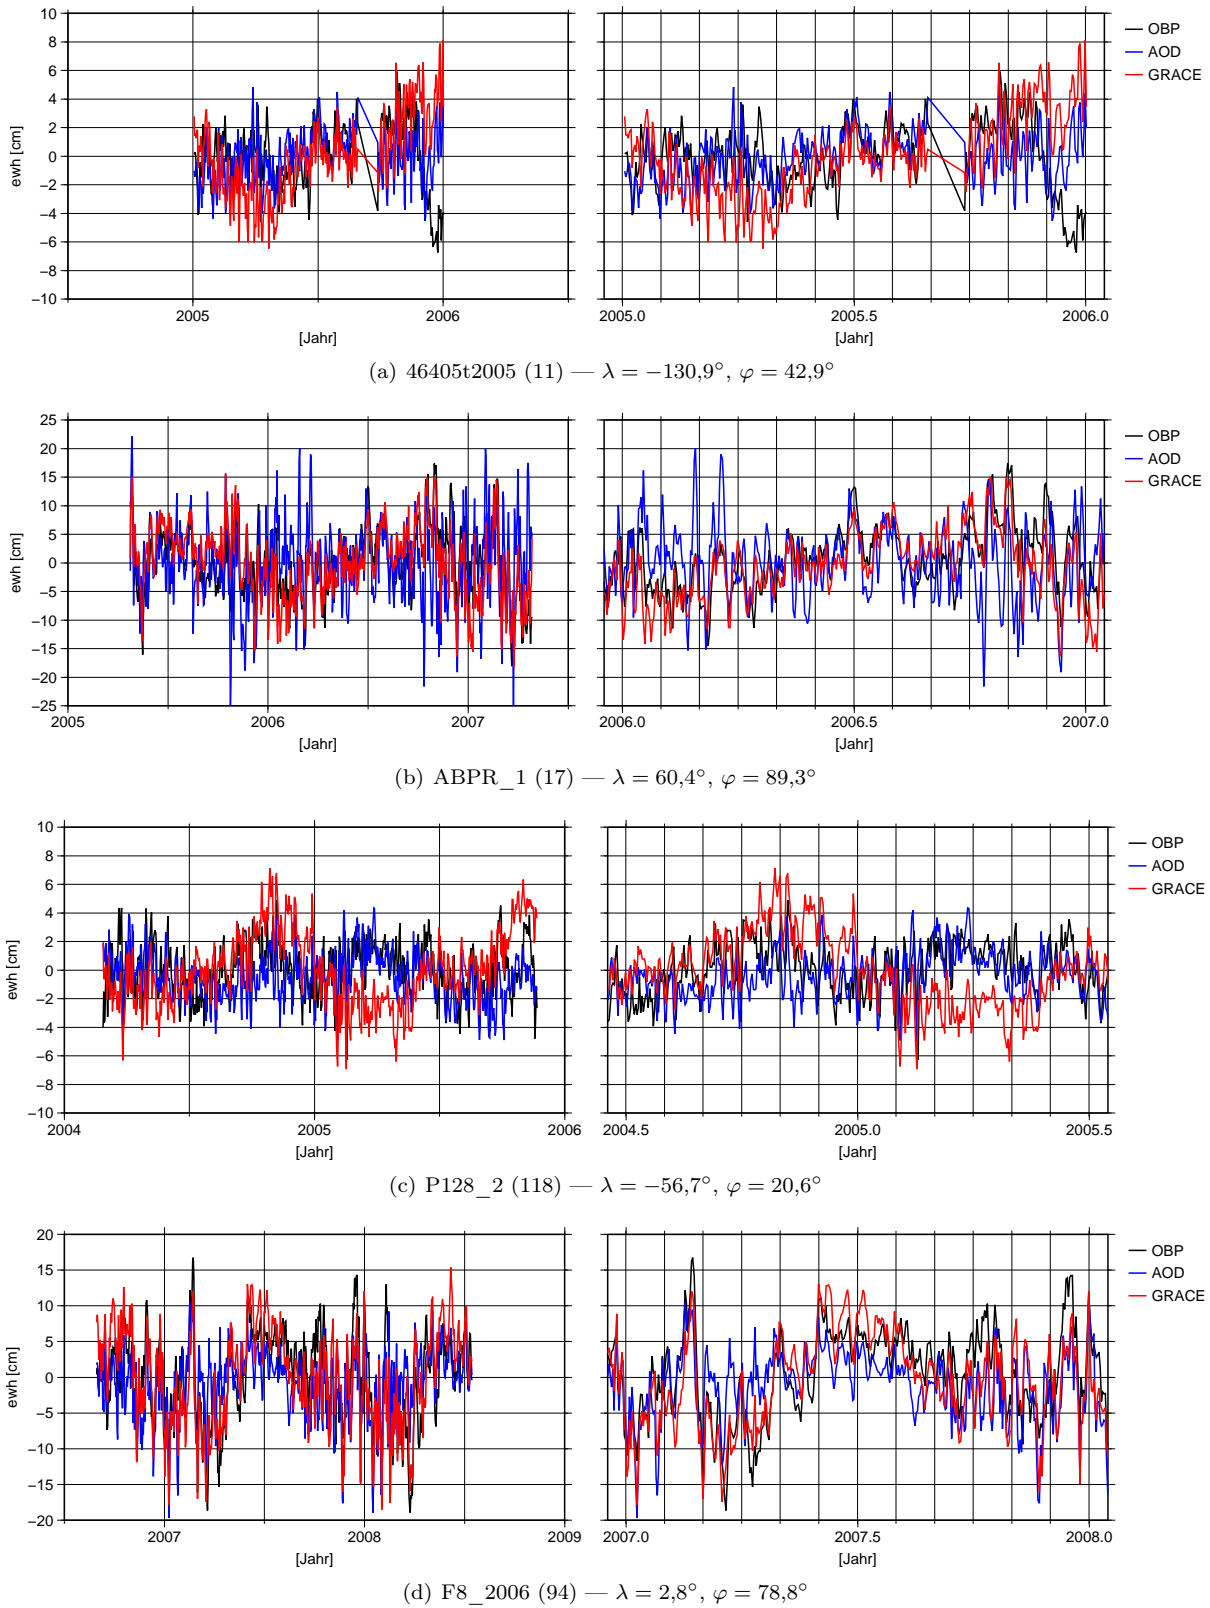 10
8
6
4
2
0
−2
−4
−6
−8
−10
ewh [cm]
2005 2006
[Jahr]
2005.0 2005.5 2006.0
[Jahr]
OBP
AOD
GRACE
(a) 46405t2005 (11) — λ = −130,9°, φ = 42,9°
25
20
15
10
5
0
−5
−10
−15
−20
−25
ewh [cm]
2005 2006 2007
[Jahr]
2006.0 2006.5 2007.0
[Jahr]
OBP
AOD
GRACE
(b) ABPR_1 (17) — λ = 60,4°, φ = 89,3°
10
8
6
4
2
0
−2
−4
−6
−8
−10
ewh [cm]
2004 2005 2006
[Jahr]
2004.5 2005.0 2005.5
[Jahr]
OBP
AOD
GRACE
(c) P128_2 (118) — λ = −56,7°, φ = 20,6°
20
15
10
5
0
−5
−10
−15
−20
ewh [cm]
2007 2008 2009
[Jahr]
2007.0 2007.5 2008.0
[Jahr]
OBP
AOD
GRACE
(d) F8_2006 (94) — λ = 2,8°, φ = 78,8°